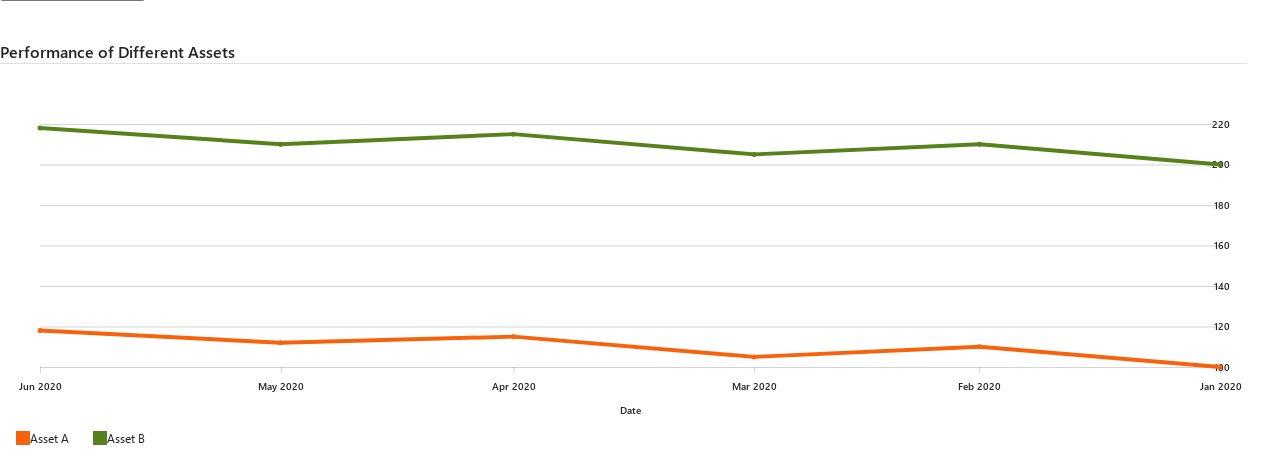 Performance of Different Assets
220
200
180
160
140
120
100
Jun 2020 May 2020 Apr 2020 Mar 2020 Feb 2020 Jan 2020
Date
Asset A Asset B